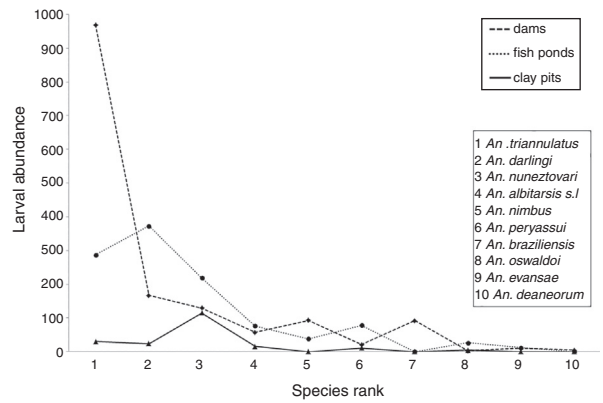 1000
900
800
700
600
500
400
300
200
100
0
Larval abundance
1 2 3 4 5 6 7 8 9 10
Species rank
dams
fish ponds
clay pits
1 An .triannulatus
2 An. darlingi
3 An. nuneztovari
4 An. albitarsis s.l
5 An. nimbus
6 An. peryassui
7 An. braziliensis
8 An. oswaldoi
9 An. evansae
10 An. deaneorum